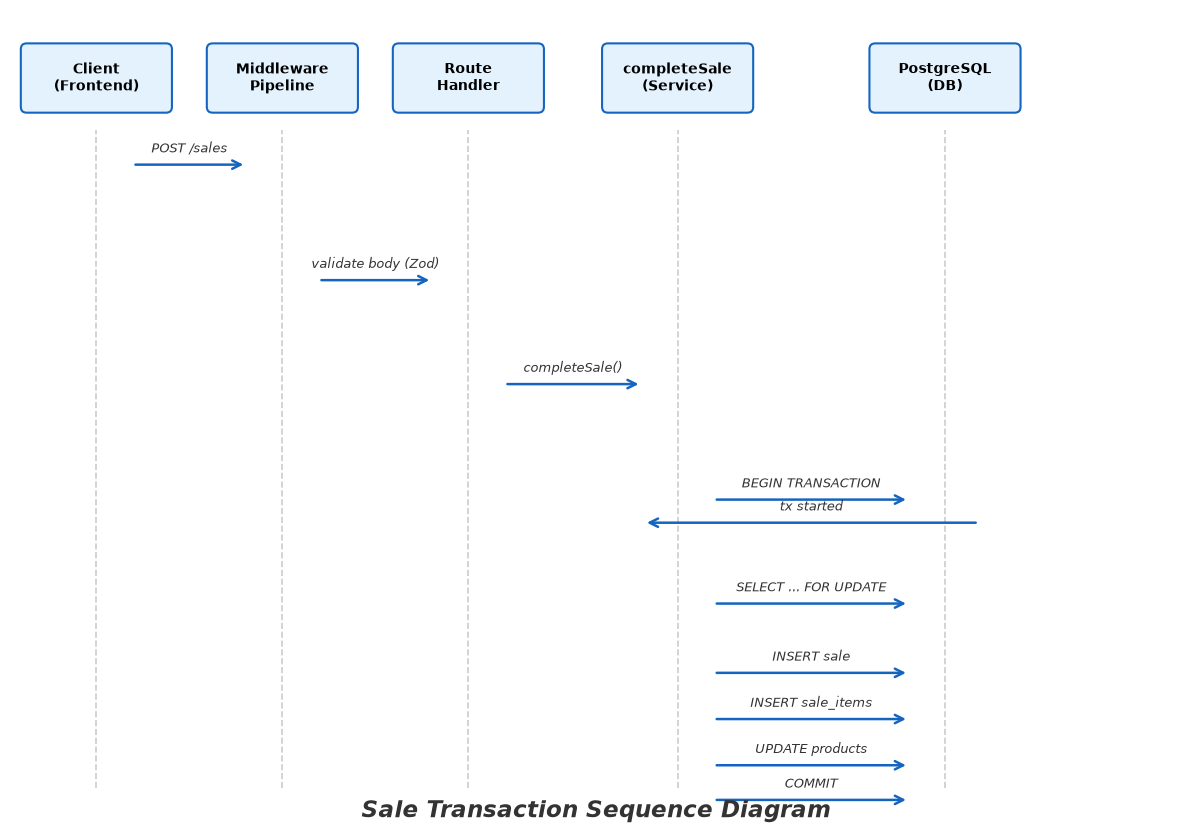 Client
(Frontend)
Middleware
Pipeline
Route
Handler
completeSale
(Service)
PostgreSQL
(DB)
POST /sales
validate body (Zod)
completeSale()
BEGIN TRANSACTION
tx started
SELECT ... FOR UPDATE
INSERT sale
INSERT sale_items
UPDATE products
COMMIT
Sale Transaction Sequence Diagram